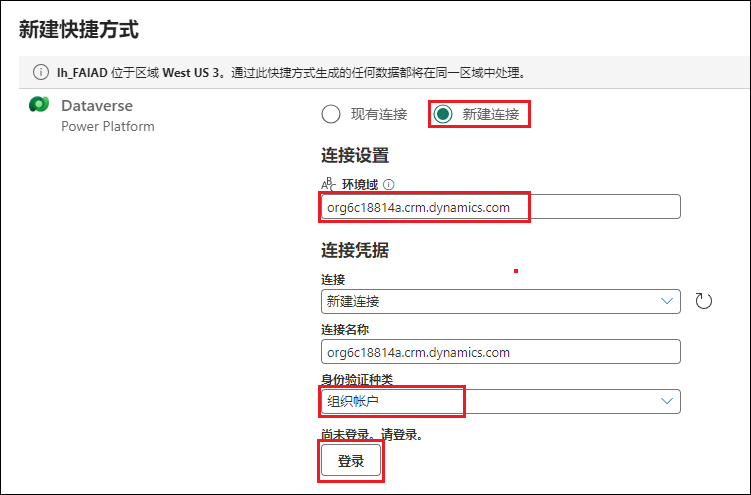 新建快捷方式
lh_FAIAD 位于区域 West US 3。通过此快捷方式生成的任何数据都将在同一区域中处理。
Dataverse
Power Platform
现有连接
新建连接
连接设置
ABC 环境域
org6c18814a.crm.dynamics.com
连接凭据
连接
新建连接
连接名称
org6c18814a.crm.dynamics.com
身份验证种类
组织帐户
尚未登录。请登录。
登录